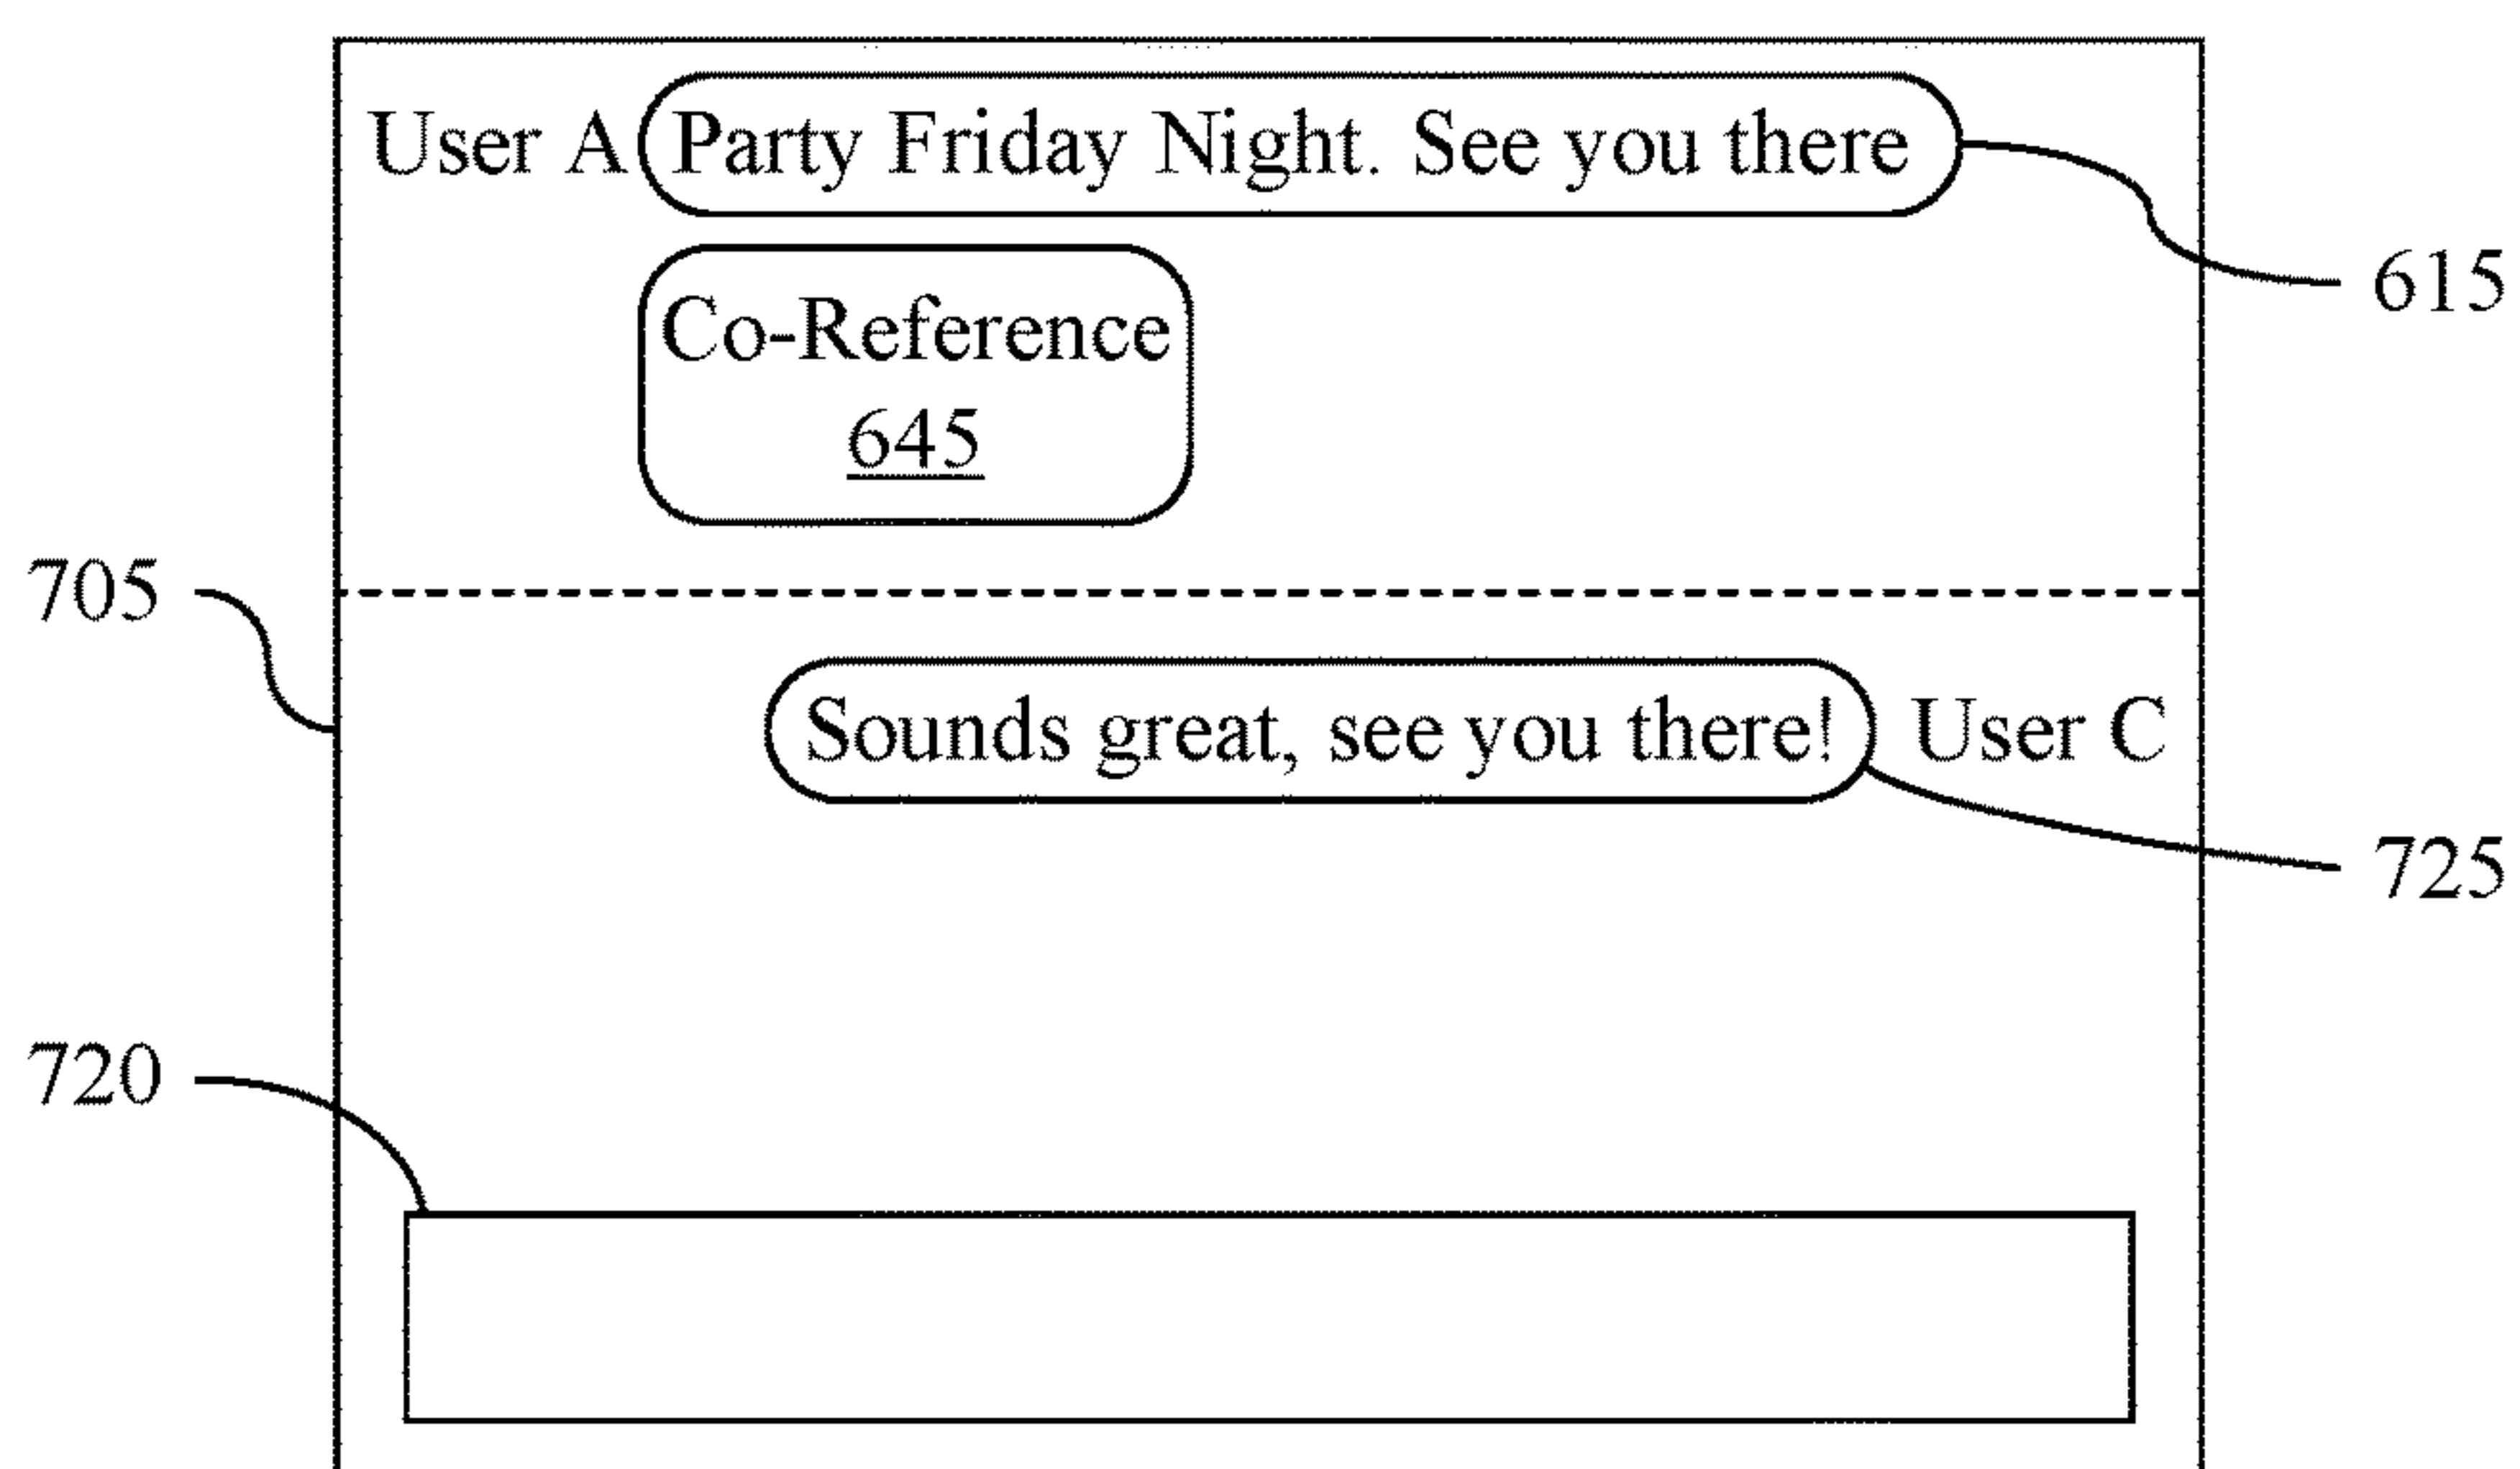 User A Party Friday Night. See you there
615
Co-Reference
645
705
Sounds great, see you there! User C
725
720